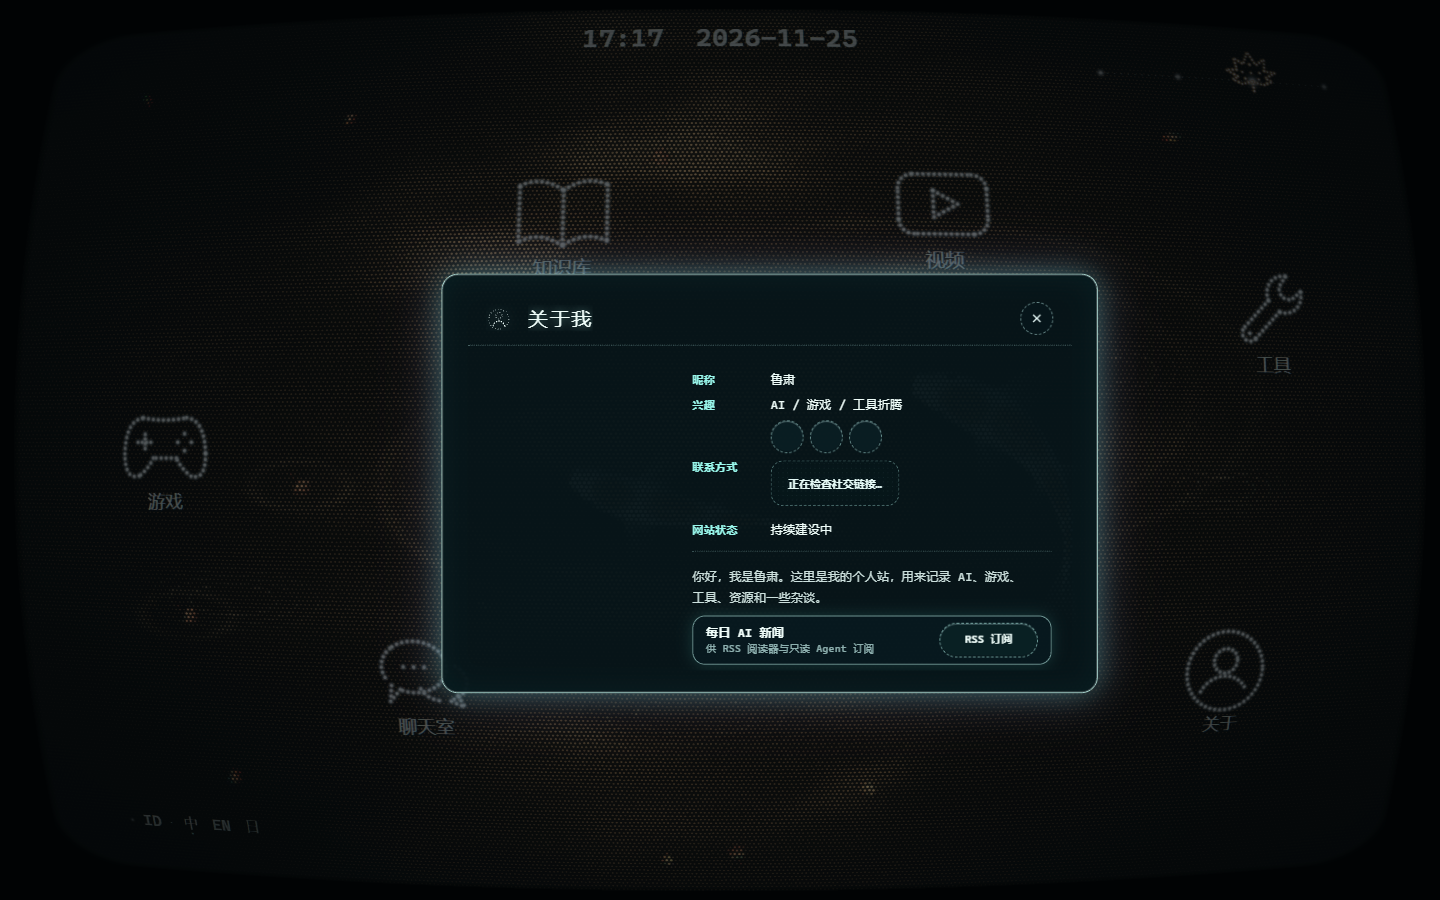 17:17 2026-11-25
知识库
视频
工具
游戏
聊天室
关于
关于我
昵称 鲁肃
兴趣 AI / 游戏 / 工具折腾
联系方式
正在检查社交链接…
网站状态 持续建设中
你好，我是鲁肃。这里是我的个人站，用来记录 AI、游戏、
工具、资源和一些杂谈。
每日 AI 新闻
供 RSS 阅读器与只读 Agent 订阅
RSS 订阅
· ID 中 EN 日